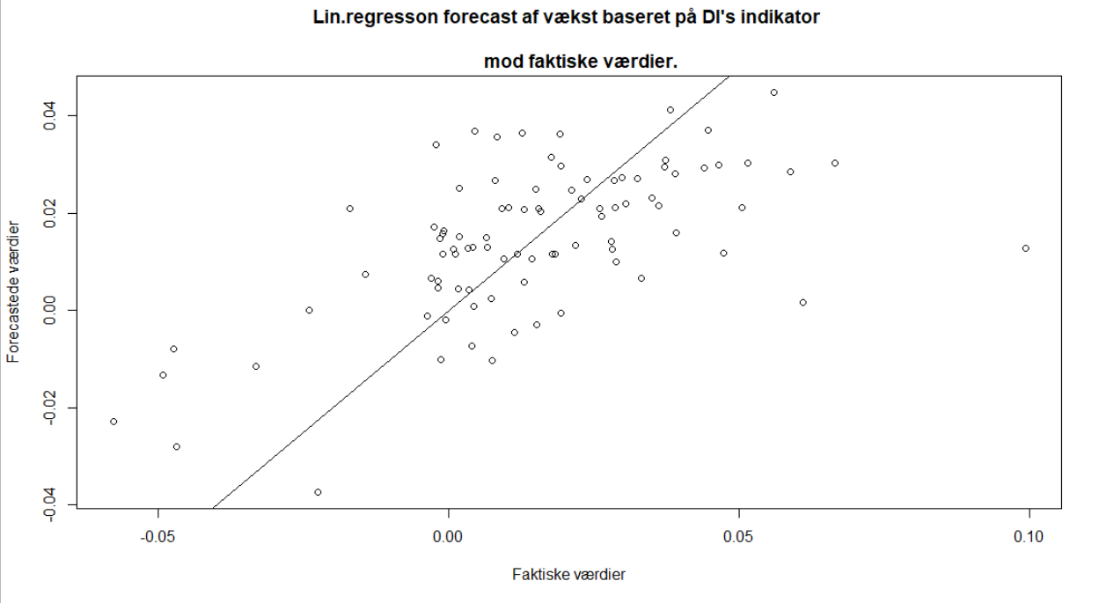 Lin.regresson forecast af vækst baseret på DI's indikator
mod faktiske værdier.
Forecastede værdier
0.04
0.02
0.00
-0.02
-0.04
-0.05
0.00
0.05
0.10
Faktiske værdier